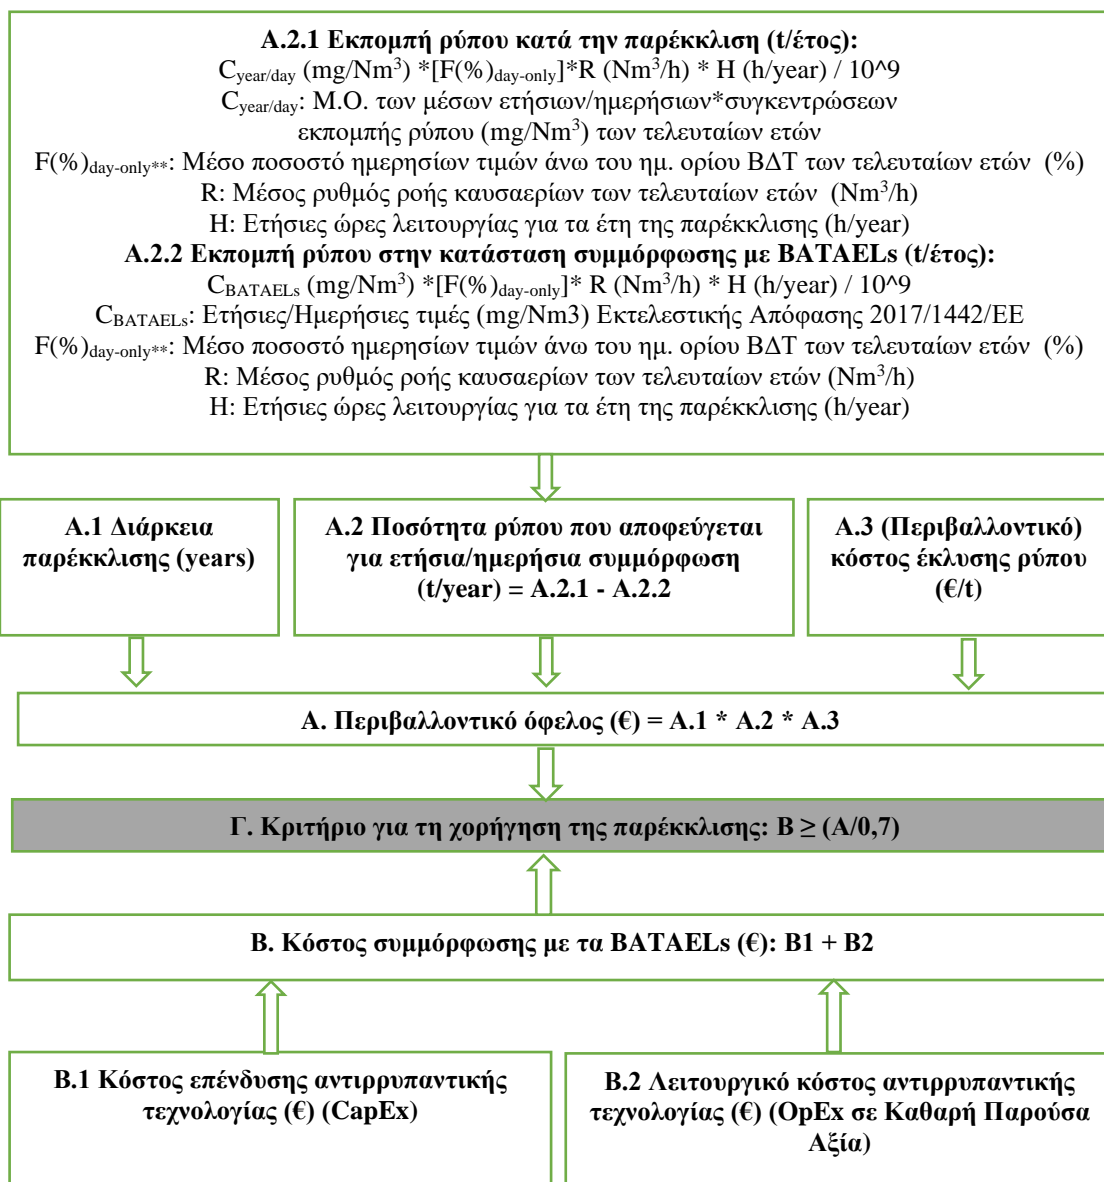 Α.2.1 Εκπομπή ρύπου κατά την παρέκκλιση (t/έτος):
Cyear/day (mg/Nm3) *[F(%)day-only]*R (Nm3/h) * H (h/year) / 10^9
Cyear/day: Μ.Ο. των μέσων ετήσιων/ημερήσιων*συγκεντρώσεων
εκπομπής ρύπου (mg/Nm3) των τελευταίων ετών
F(%)day-only**: Μέσο ποσοστό ημερησίων τιμών άνω του ημ. ορίου ΒΔΤ των τελευταίων ετών (%)
R: Μέσος ρυθμός ροής καυσαερίων των τελευταίων ετών (Nm3/h)
H: Ετήσιες ώρες λειτουργίας για τα έτη της παρέκκλισης (h/year)
Α.2.2 Εκπομπή ρύπου στην κατάσταση συμμόρφωσης με BATAELs (t/έτος):
CBATAELs (mg/Nm3) *[F(%)day-only]* R (Nm3/h) * H (h/year) / 10^9
CBATAELs: Ετήσιες/Ημερήσιες τιμές (mg/Nm3) Εκτελεστικής Απόφασης 2017/1442/ΕΕ
F(%)day-only**: Μέσο ποσοστό ημερησίων τιμών άνω του ημ. ορίου ΒΔΤ των τελευταίων ετών (%)
R: Μέσος ρυθμός ροής καυσαερίων των τελευταίων ετών (Nm3/h)
H: Ετήσιες ώρες λειτουργίας για τα έτη της παρέκκλισης (h/year)
Α.1 Διάρκεια
παρέκκλισης (years)
Α.2 Ποσότητα ρύπου που αποφεύγεται
για ετήσια/ημερήσια συμμόρφωση
(t/year) = Α.2.1 - Α.2.2
Α.3 (Περιβαλλοντικό)
κόστος έκλυσης ρύπου
(€/t)
Α. Περιβαλλοντικό όφελος (€) = Α.1 * Α.2 * Α.3
Γ. Κριτήριο για τη χορήγηση της παρέκκλισης: Β ≥ (Α/0,7)
Β. Κόστος συμμόρφωσης με τα BATAELs (€): Β1 + Β2
Β.1 Κόστος επένδυσης αντιρρυπαντικής
τεχνολογίας (€) (CapEx)
Β.2 Λειτουργικό κόστος αντιρρυπαντικής
τεχνολογίας (€) (OpEx σε Καθαρή Παρούσα
Αξία)